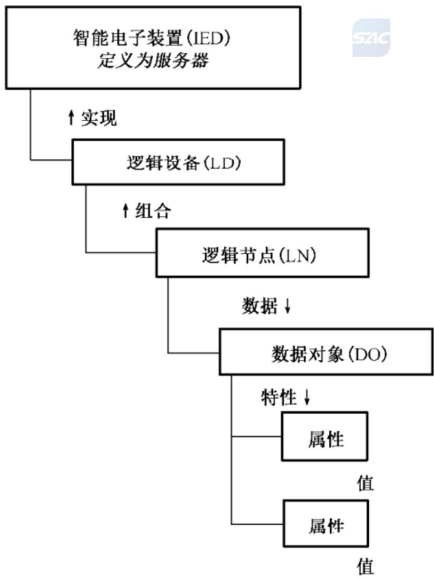 智能电子装置(IED)
定义为服务器
SAC
↑实现
逻辑设备(LD)
↑组合
逻辑节点(LN)
数据↓
数据对象(DO)
特性↓
属性
值
属性
值